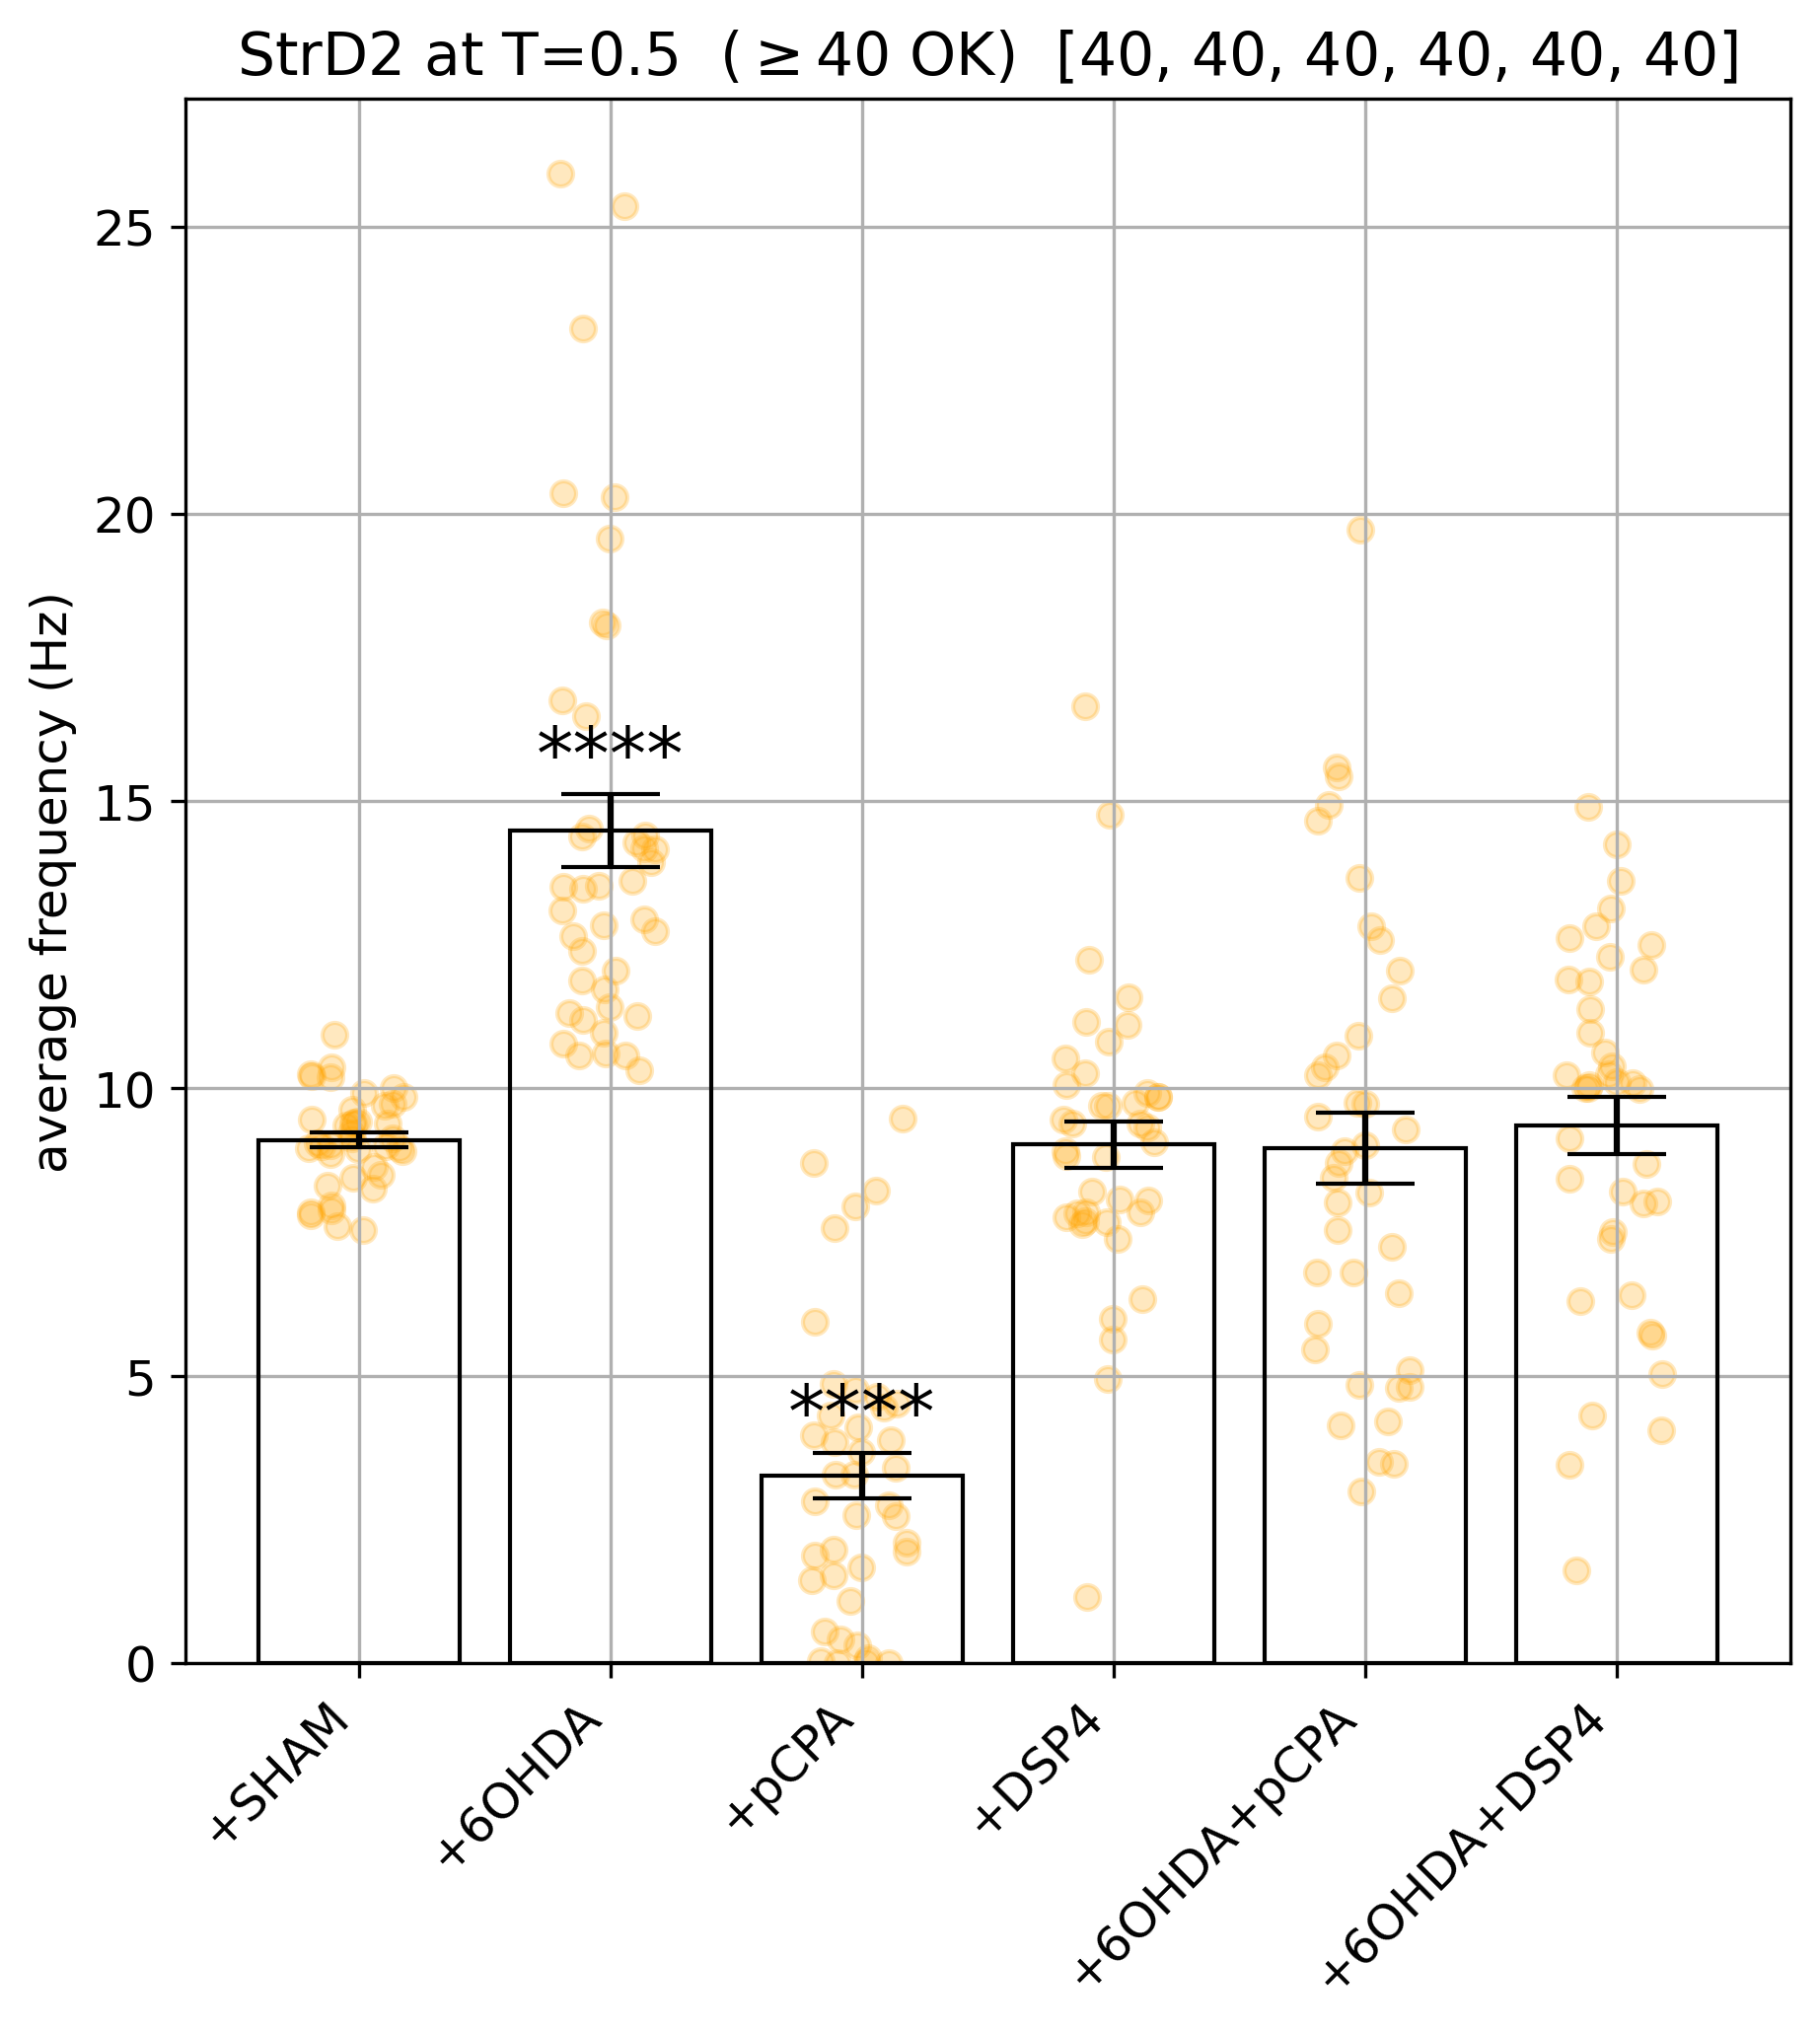 StrD2 at T=0.5 (≥40 OK) [40, 40, 40, 40, 40, 40]
average frequency (Hz)
25
20
15
10
5
0
****
****
+SHAM
+6OHDA
+pCPA
+DSP4
+6OHDA+pCPA
+6OHDA+DSP4